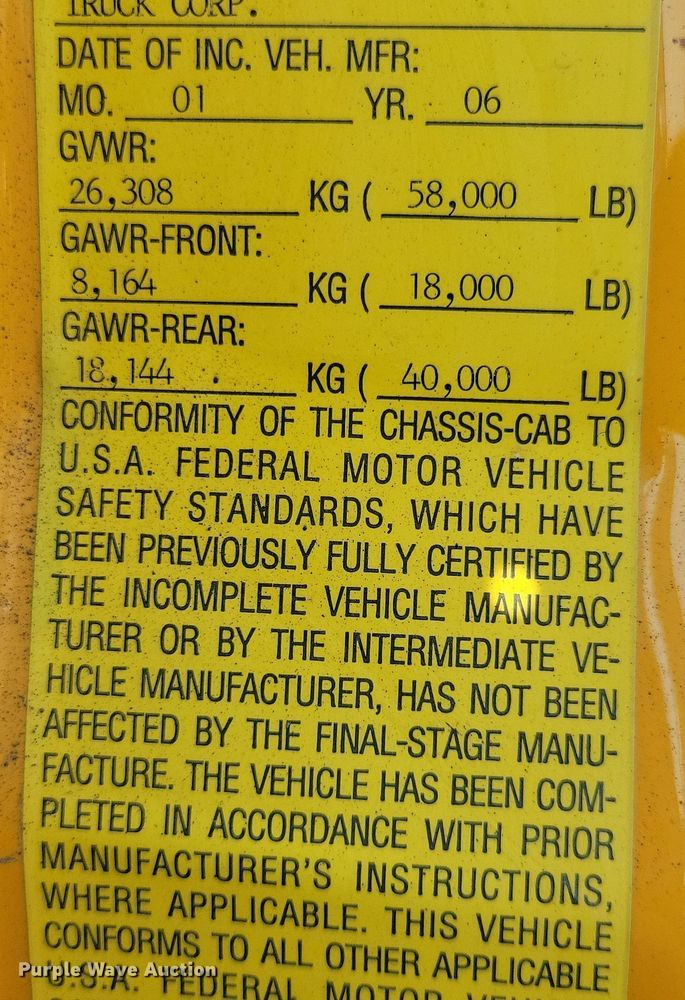 TRUCK CORP.
DATE OF INC. VEH. MFR:
MO. 01 YR. 06
GVWR:
26,308 KG ( 58,000 LB)
GAWR-FRONT:
8,164 KG ( 18,000 LB)
GAWR-REAR:
18,144 KG ( 40,000 LB)
CONFORMITY OF THE CHASSIS-CAB TO
U.S.A. FEDERAL MOTOR VEHICLE
SAFETY STANDARDS, WHICH HAVE
BEEN PREVIOUSLY FULLY CERTIFIED BY
THE INCOMPLETE VEHICLE MANUFAC-
TURER OR BY THE INTERMEDIATE VE-
HICLE MANUFACTURER, HAS NOT BEEN
AFFECTED BY THE FINAL-STAGE MANU-
FACTURE. THE VEHICLE HAS BEEN COM-
PLETED IN ACCORDANCE WITH PRIOR
MANUFACTURER'S INSTRUCTIONS,
WHERE APPLICABLE. THIS VEHICLE
CONFORMS TO ALL OTHER APPLICABLE
U.S.A. FEDERAL MOTOR VEHICLE
Purple Wave Auction